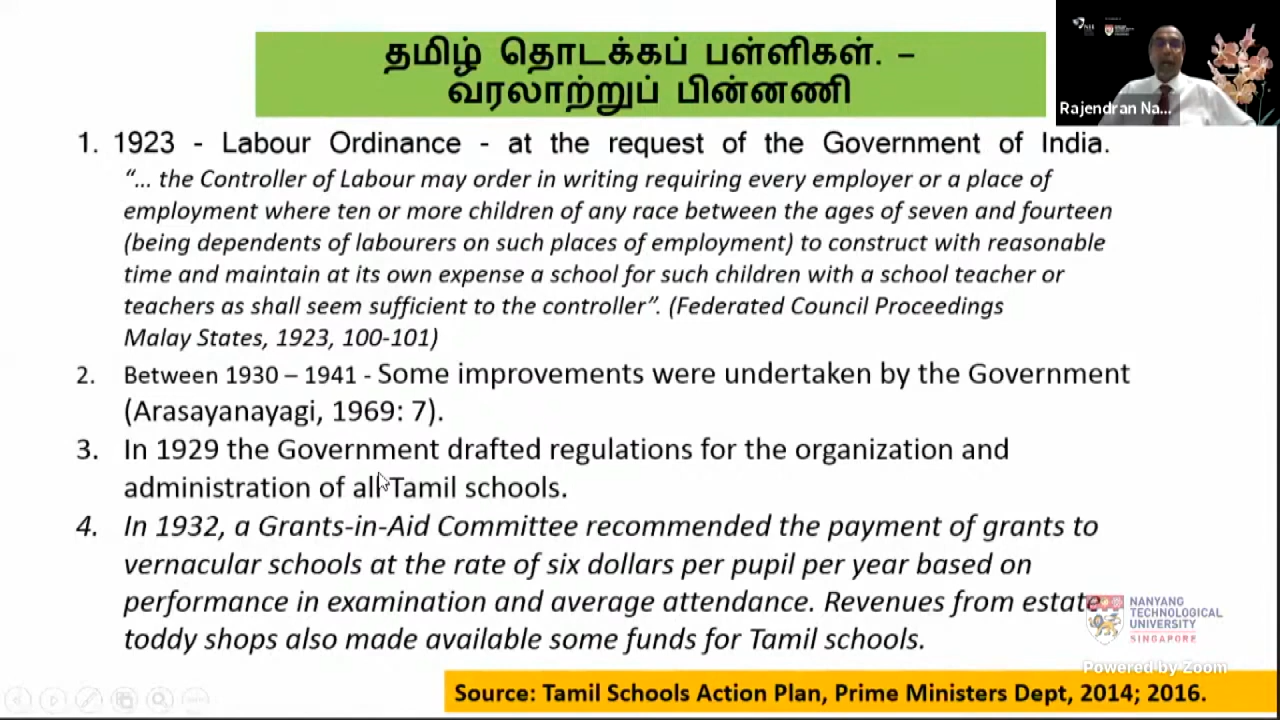 தமிழ் தொடக்கப் பள்ளிகள். –
வரலாற்றுப் பின்னணி
Rajendran Na...
1. 1923 - Labour Ordinance - at the request of the Government of India.
“... the Controller of Labour may order in writing requiring every employer or a place of
employment where ten or more children of any race between the ages of seven and fourteen
(being dependents of labourers on such places of employment) to construct with reasonable
time and maintain at its own expense a school for such children with a school teacher or
teachers as shall seem sufficient to the controller”. (Federated Council Proceedings
Malay States, 1923, 100-101)
2. Between 1930 – 1941 - Some improvements were undertaken by the Government
(Arasayanayagi, 1969: 7).
3. In 1929 the Government drafted regulations for the organization and
administration of all Tamil schools.
4. In 1932, a Grants-in-Aid Committee recommended the payment of grants to
vernacular schools at the rate of six dollars per pupil per year based on
performance in examination and average attendance. Revenues from estate
toddy shops also made available some funds for Tamil schools.
NANYANG
TECHNOLOGICAL
UNIVERSITY
SINGAPORE
Powered by Zoom
Source: Tamil Schools Action Plan, Prime Ministers Dept, 2014; 2016.